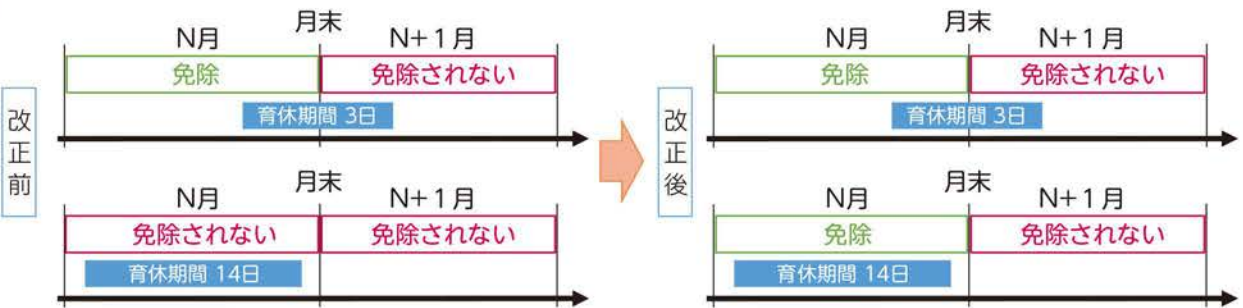 改正前
月末
N月 N+1月
免除 免除されない
育休期間 3日
月末
N月 N+1月
免除されない 免除されない
育休期間 14日
改正後
月末
N月 N+1月
免除 免除されない
育休期間 3日
月末
N月 N+1月
免除 免除されない
育休期間 14日